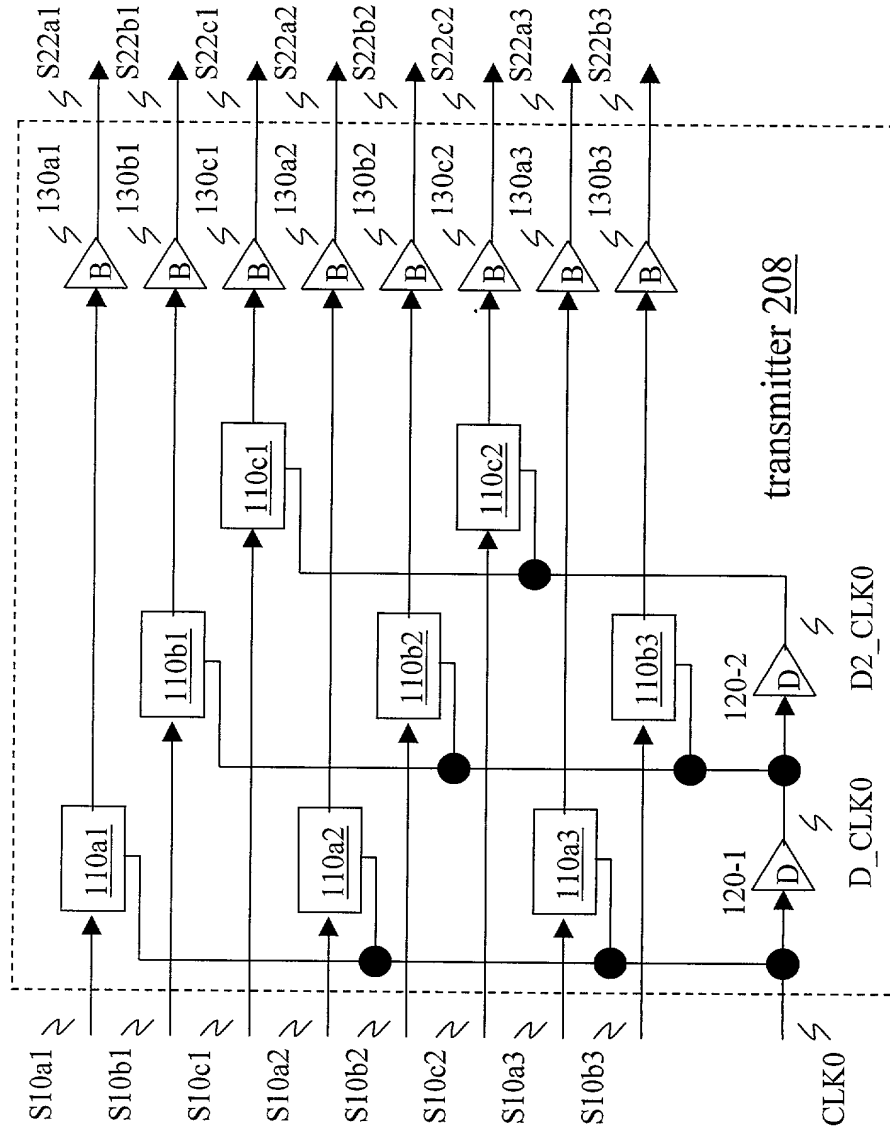 S22a1
S22b1
S22c1
S22a2
S22b2
S22c2
S22a3
S22b3
130a1
130b1
130c1
130a2
130b2
130c2
130a3
130b3
B
B
B
B
B
B
B
B
transmitter 208
110c1
110c2
110b1
110b2
110b3
120-2
D
D2_CLK0
110a1
110a2
110a3
120-1
D
D_CLK0
S10a1
S10b1
S10c1
S10a2
S10b2
S10c2
S10a3
S10b3
CLK0